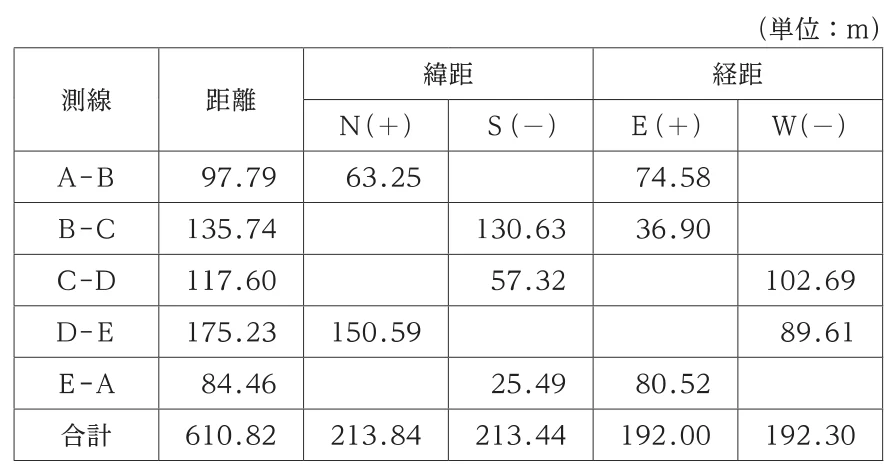 （単位：m）
測線 距離 緯距 経距
N(＋) S(－) E(＋) W(－)
A-B 97.79 63.25 74.58
B-C 135.74 130.63 36.90
C-D 117.60 57.32 102.69
D-E 175.23 150.59 89.61
E-A 84.46 25.49 80.52
合計 610.82 213.84 213.44 192.00 192.30